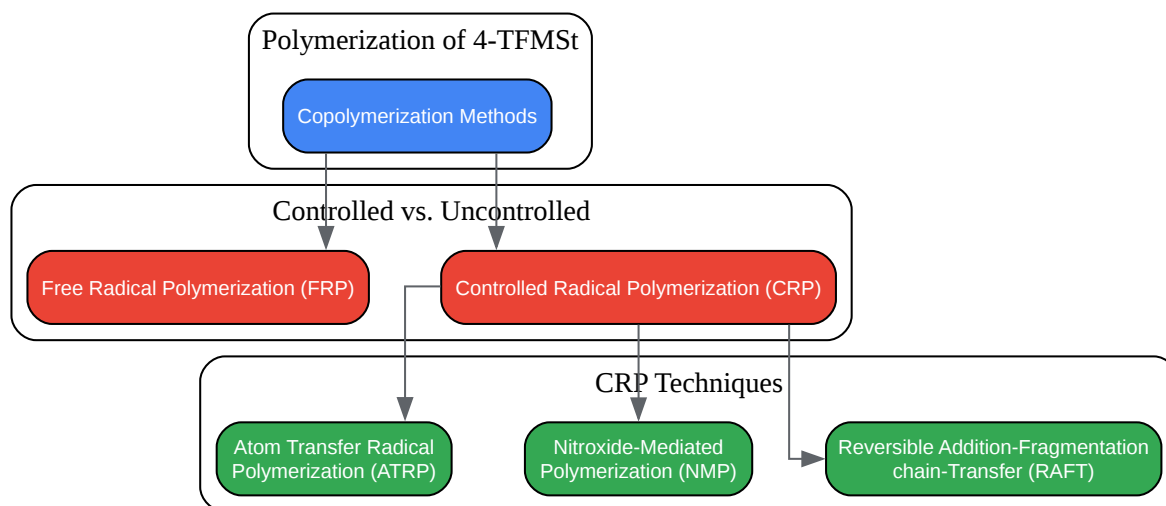 Polymerization of 4-TFMSt
Copolymerization Methods
Controlled vs. Uncontrolled
Free Radical Polymerization (FRP)
Controlled Radical Polymerization (CRP)
CRP Techniques
Atom Transfer Radical
Polymerization (ATRP)
Nitroxide-Mediated
Polymerization (NMP)
Reversible Addition-Fragmentation
chain-Transfer (RAFT)